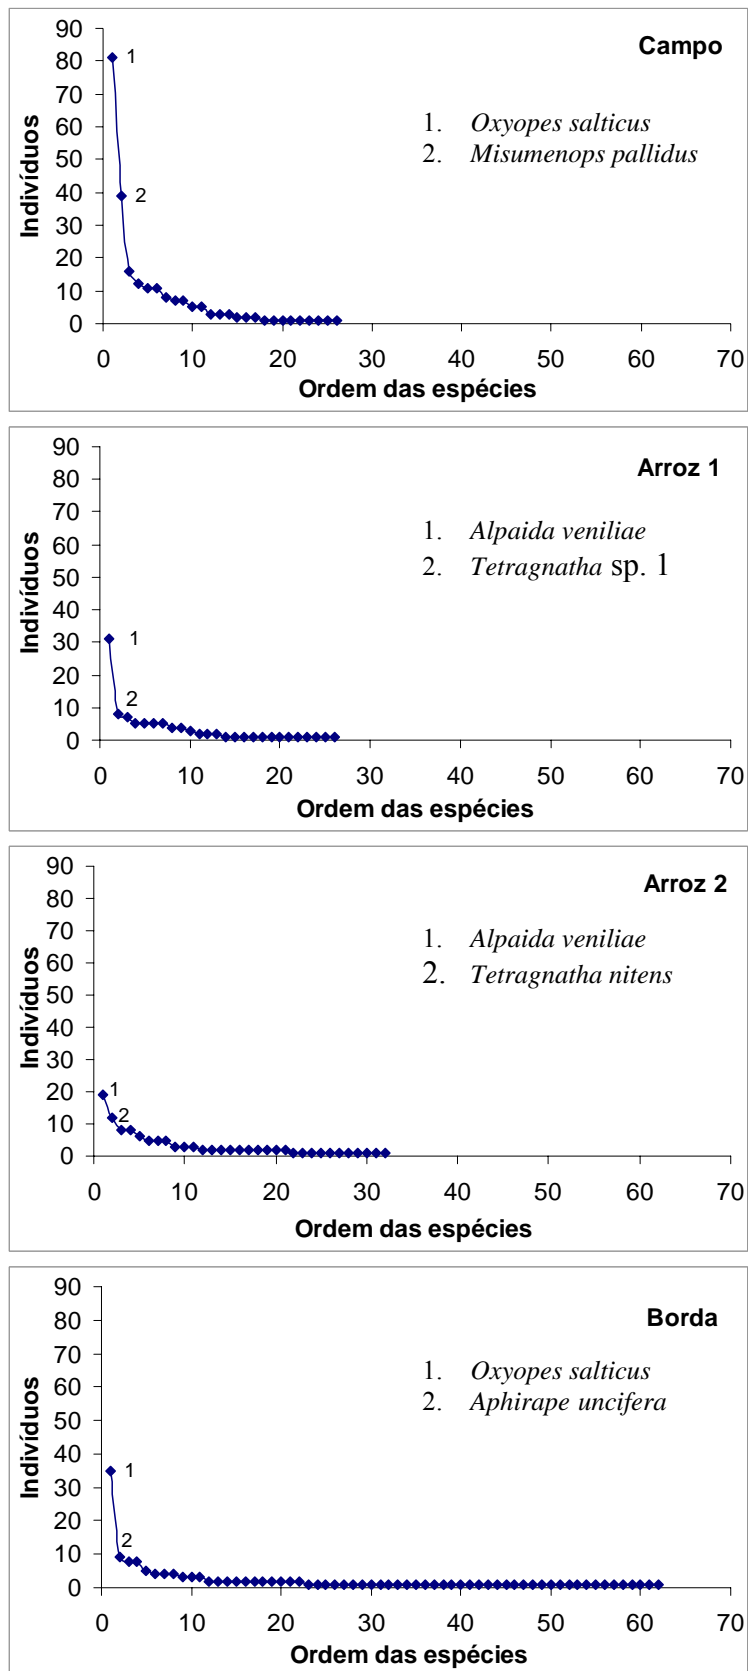 Campo
90
80
70
60
50
40
30
20
10
0
Indivíduos
1
2
1. Oxyopes salticus
2. Misumenops pallidus
0 10 20 30 40 50 60 70
Ordem das espécies
Arroz 1
90
80
70
60
50
40
30
20
10
0
Indivíduos
1
2
1. Alpaida veniliae
2. Tetragnatha sp. 1
0 10 20 30 40 50 60 70
Ordem das espécies
Arroz 2
90
80
70
60
50
40
30
20
10
0
Indivíduos
1
2
1. Alpaida veniliae
2. Tetragnatha nitens
0 10 20 30 40 50 60 70
Ordem das espécies
Borda
90
80
70
60
50
40
30
20
10
0
Indivíduos
1
2
1. Oxyopes salticus
2. Aphirape uncifera
0 10 20 30 40 50 60 70
Ordem das espécies